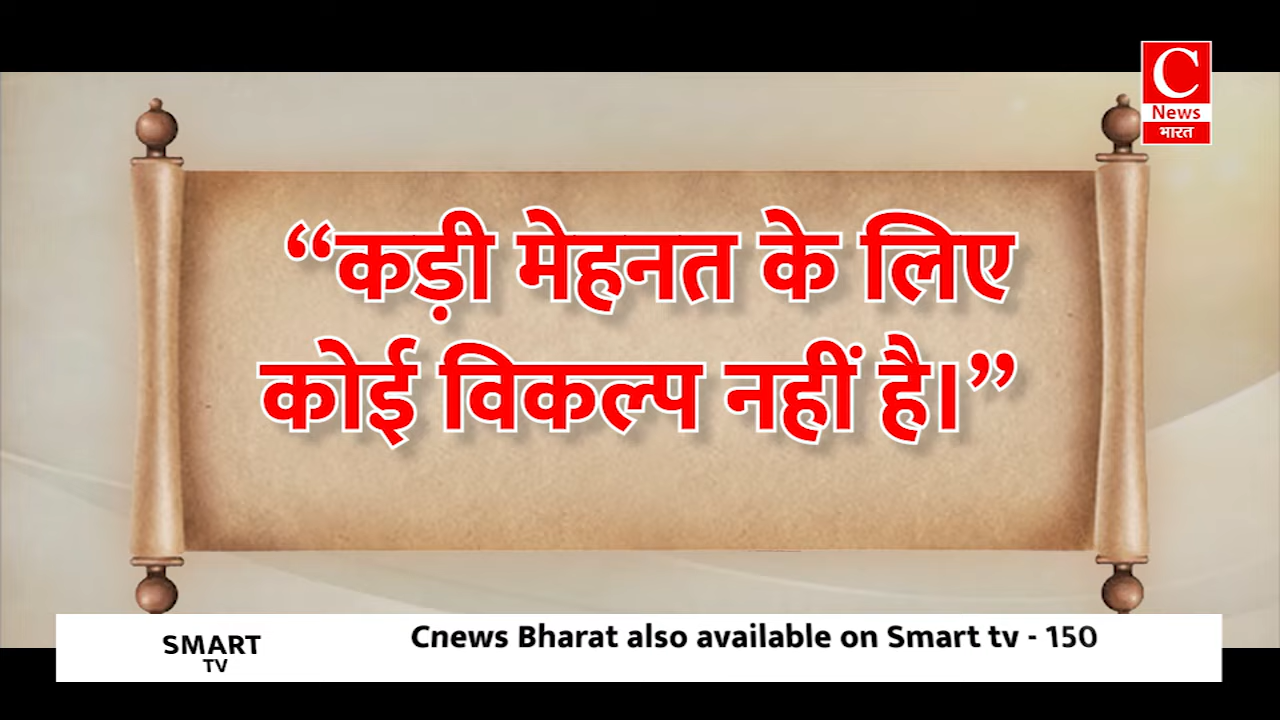 C
News
भारत
“कड़ी मेहनत के लिए
कोई विकल्प नहीं है।”
SMART
TV
Cnews Bharat also available on Smart tv - 150